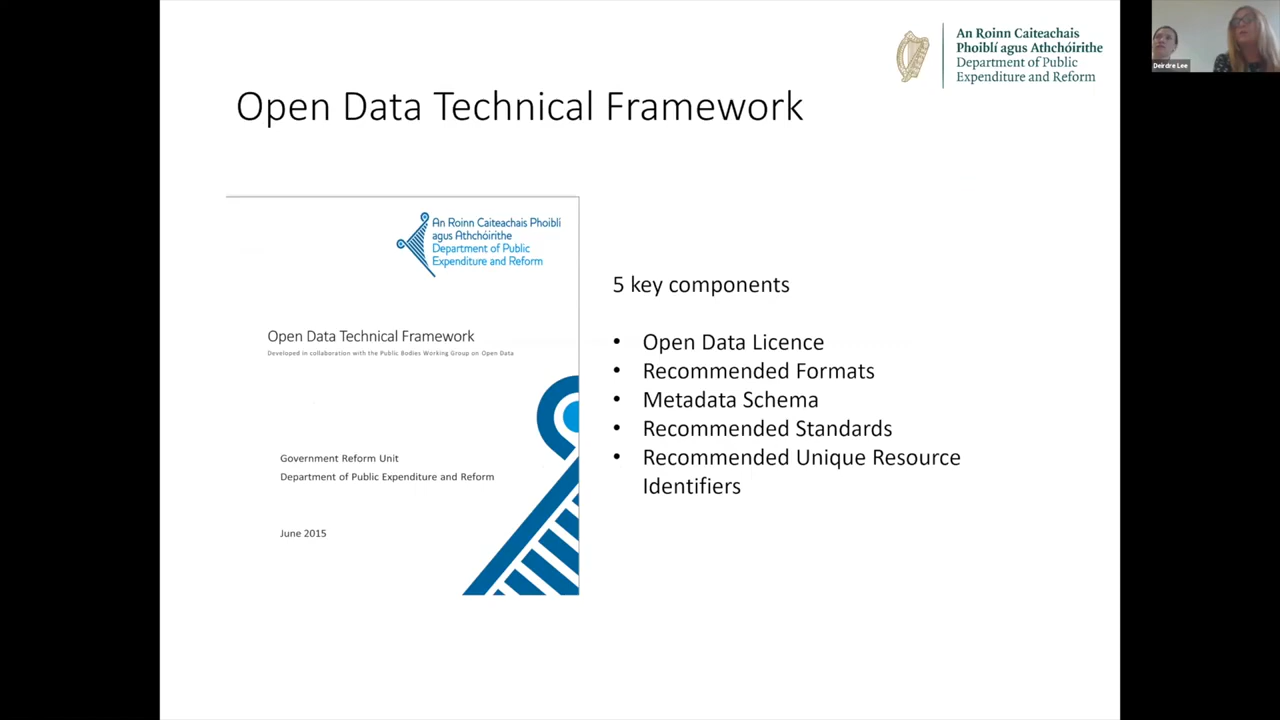 An Roinn Caiteachais
Phoiblí agus Athchóirithe
Department of Public
Expenditure and Reform
Deirdre Lee
Open Data Technical Framework
An Roinn Caiteachais Phoiblí
agus Athchóirithe
Department of Public
Expenditure and Reform
Open Data Technical Framework
Developed in collaboration with the Public Bodies Working Group on Open Data
Government Reform Unit
Department of Public Expenditure and Reform
June 2015
5 key components
• Open Data Licence
• Recommended Formats
• Metadata Schema
• Recommended Standards
• Recommended Unique Resource
Identifiers